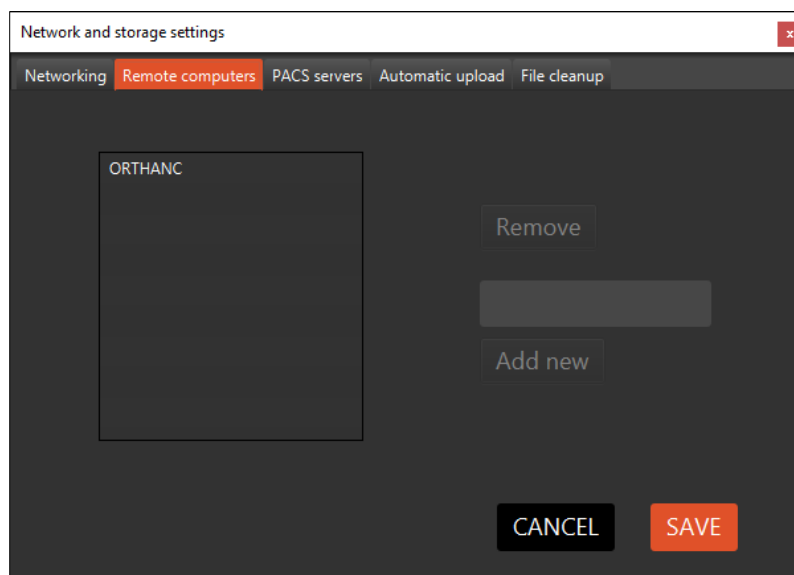 Network and storage settings
x
Networking Remote computers PACS servers Automatic upload File cleanup
ORTHANC
Remove
Add new
CANCEL SAVE